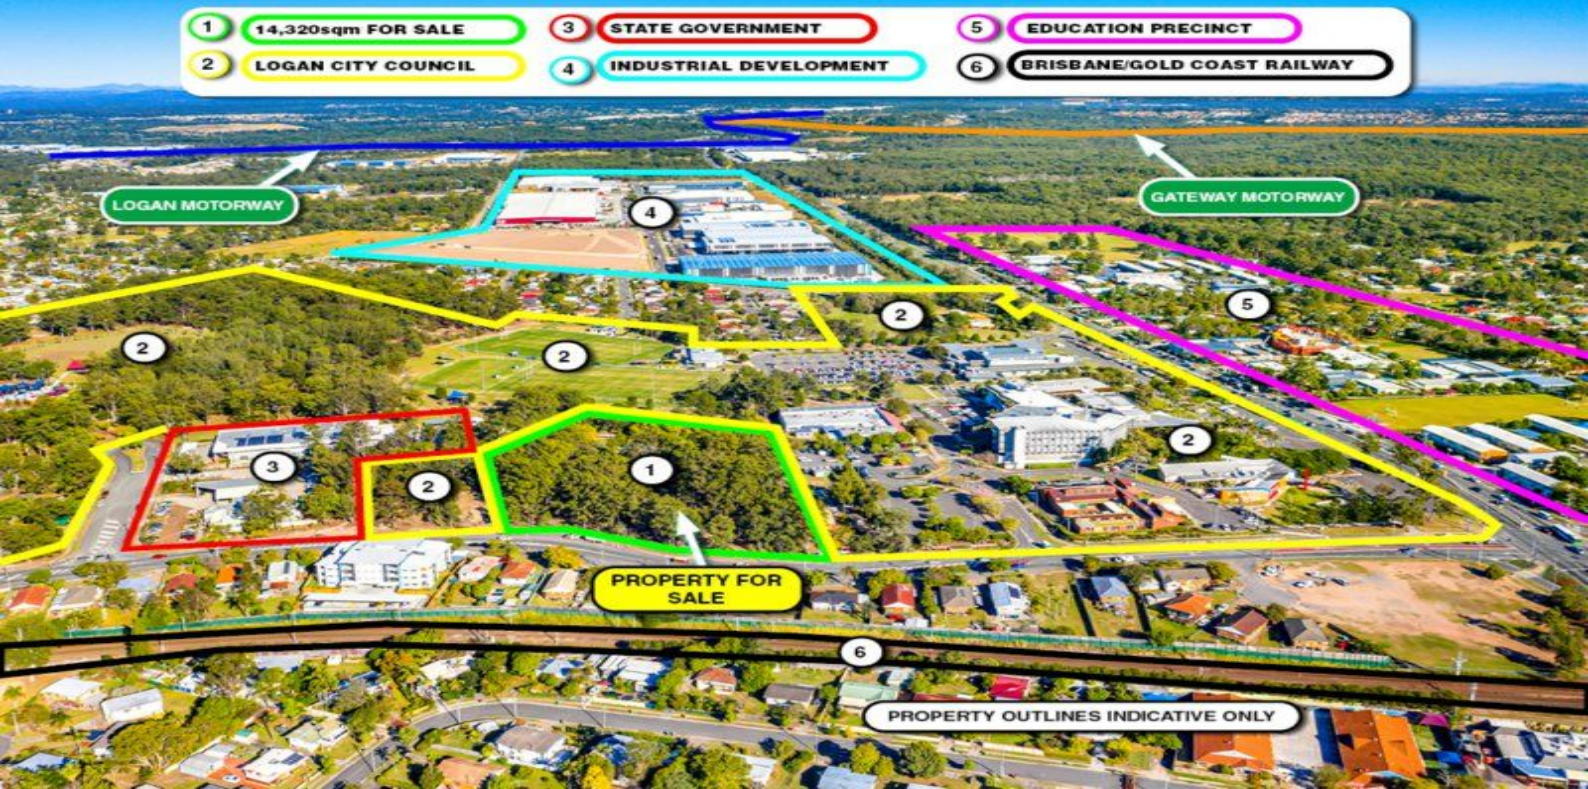 1 14,320sqm FOR SALE
2 LOGAN CITY COUNCIL
3 STATE GOVERNMENT
4 INDUSTRIAL DEVELOPMENT
5 EDUCATION PRECINCT
6 BRISBANE/GOLD COAST RAILWAY
LOGAN MOTORWAY
GATEWAY MOTORWAY
4
5
2
2
2
2
3
2
1
PROPERTY FOR
SALE
6
PROPERTY OUTLINES INDICATIVE ONLY